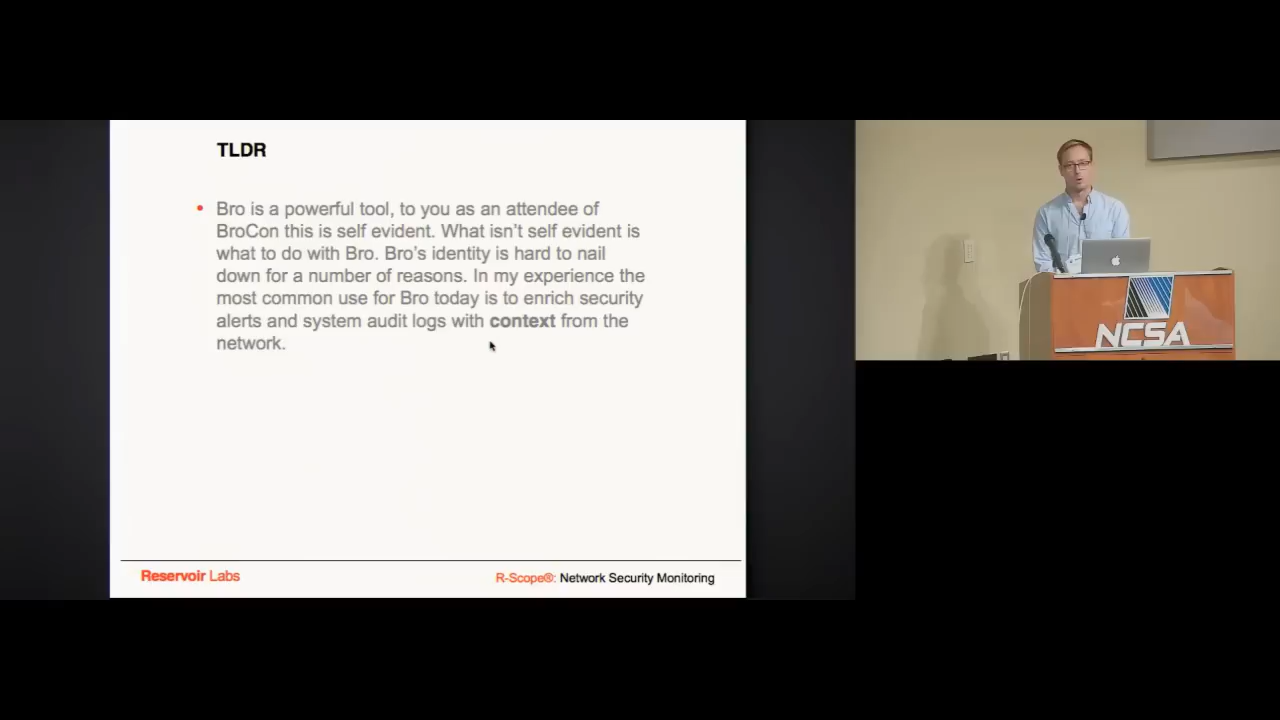 TLDR
• Bro is a powerful tool, to you as an attendee of
BroCon this is self evident. What isn't self evident is
what to do with Bro. Bro's identity is hard to nail
down for a number of reasons. In my experience the
most common use for Bro today is to enrich security
alerts and system audit logs with context from the
network.
Reservoir Labs
R-Scope®: Network Security Monitoring
NCSA